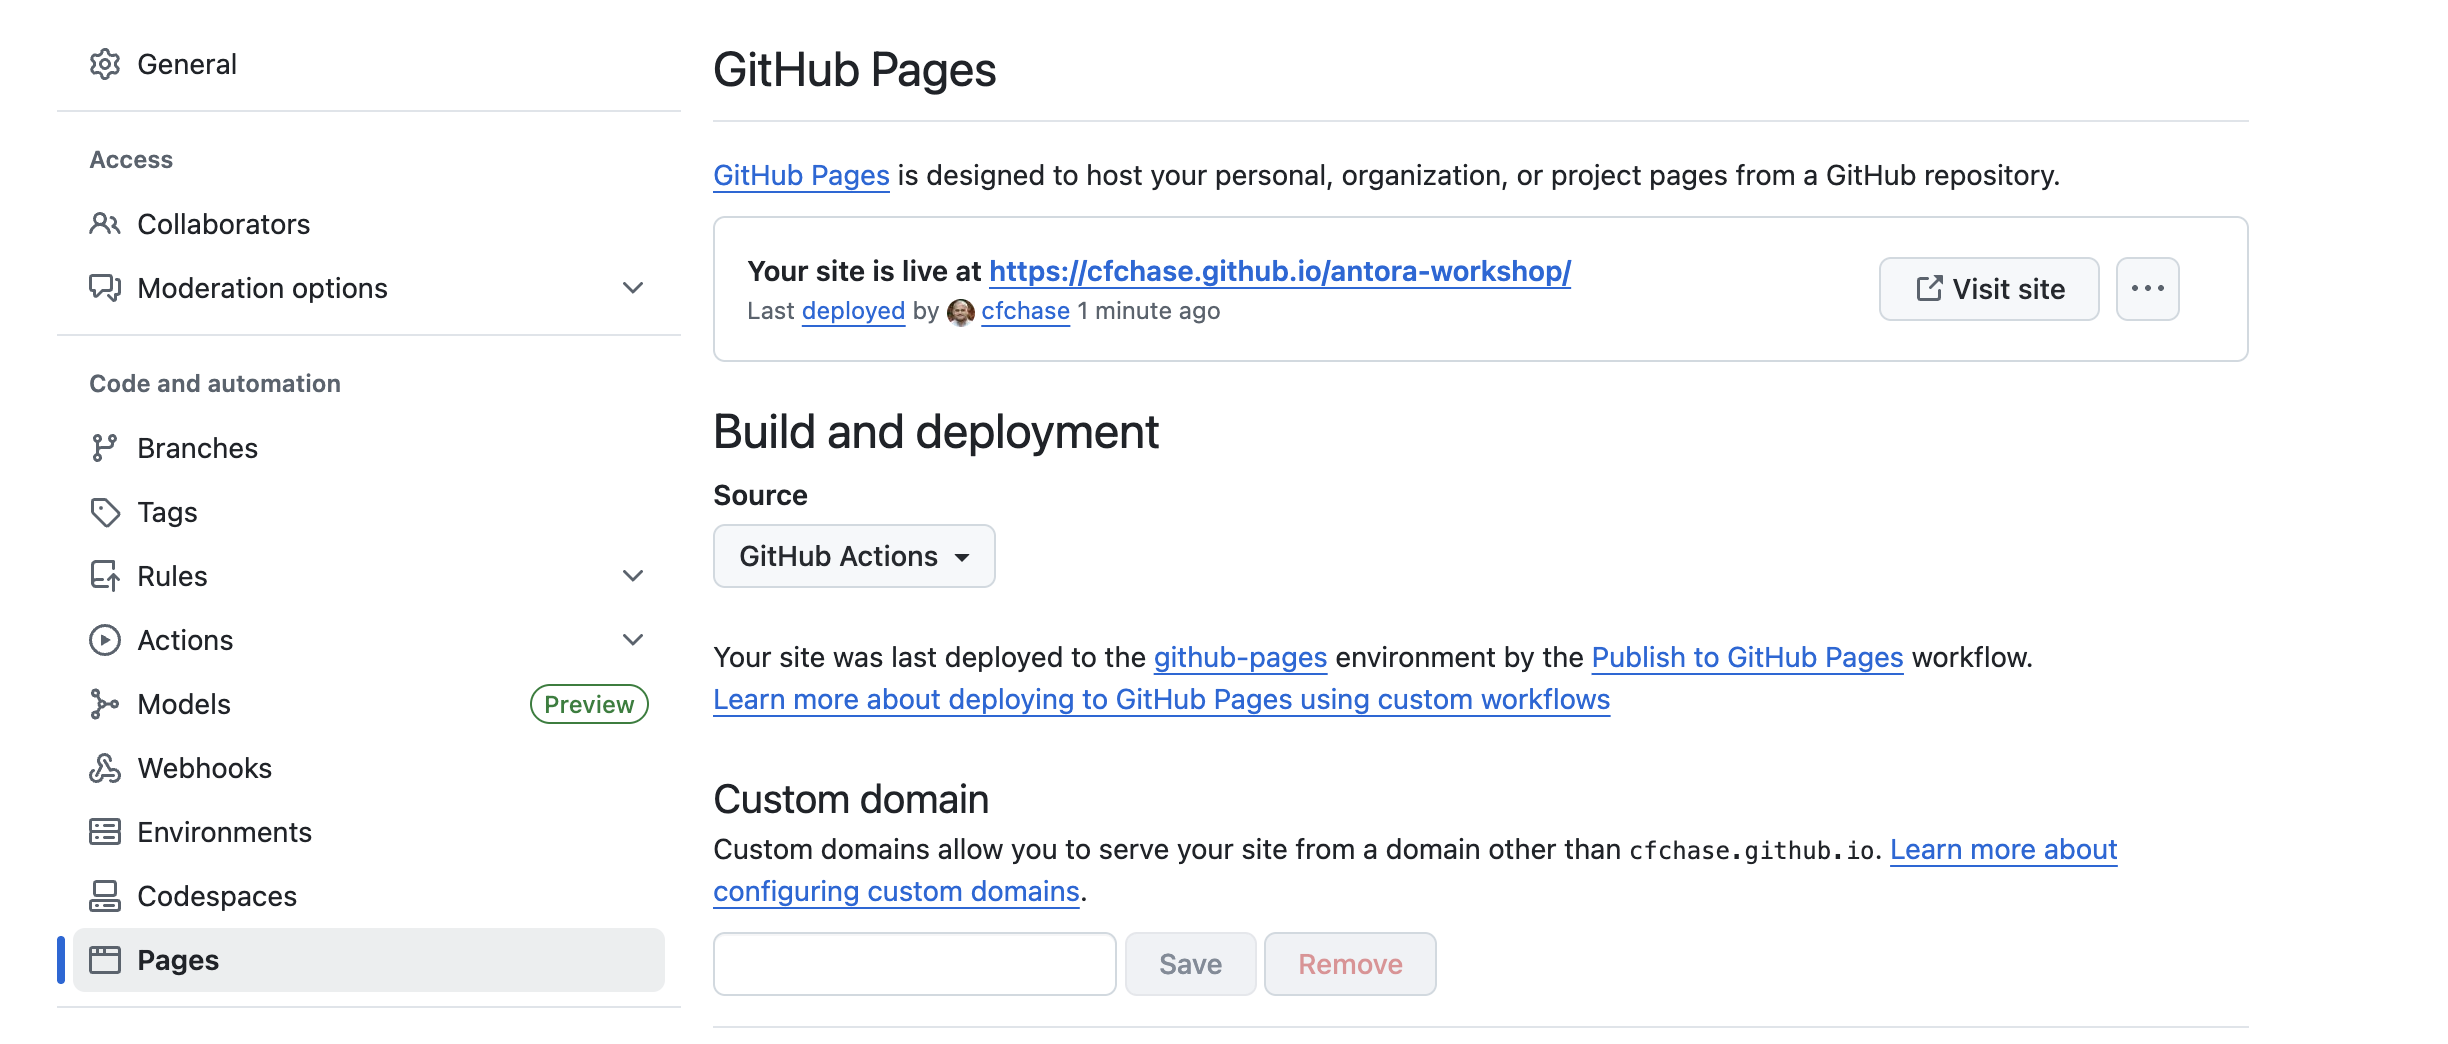 General
Access
Collaborators
Moderation options
Code and automation
Branches
Tags
Rules
Actions
Models Preview
Webhooks
Environments
Codespaces
Pages
GitHub Pages
GitHub Pages is designed to host your personal, organization, or project pages from a GitHub repository.
Your site is live at https://cfchase.github.io/antora-workshop/
Last deployed by cfchase 1 minute ago
Visit site
Build and deployment
Source
GitHub Actions
Your site was last deployed to the github-pages environment by the Publish to GitHub Pages workflow.
Learn more about deploying to GitHub Pages using custom workflows
Custom domain
Custom domains allow you to serve your site from a domain other than cfchase.github.io. Learn more about
configuring custom domains.
Save Remove